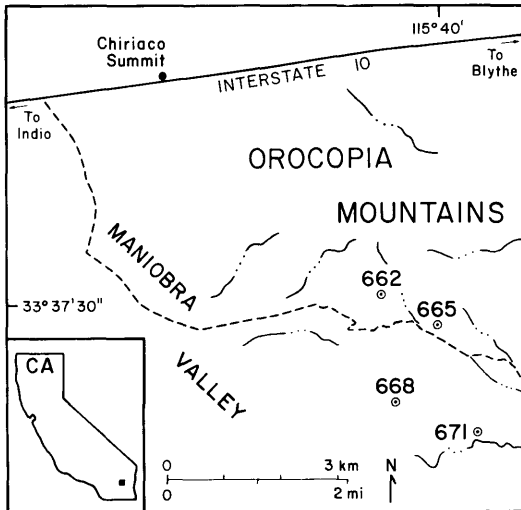 115°40'
Chiriaco
Summit
To
Blythe
INTERSTATE 10
To
Indio
OROCOPIA
MOUNTAINS
MANIOBRA
VALLEY
662
33°37'30"
665
CA
668
671
0 3 km
0 2 mi
N